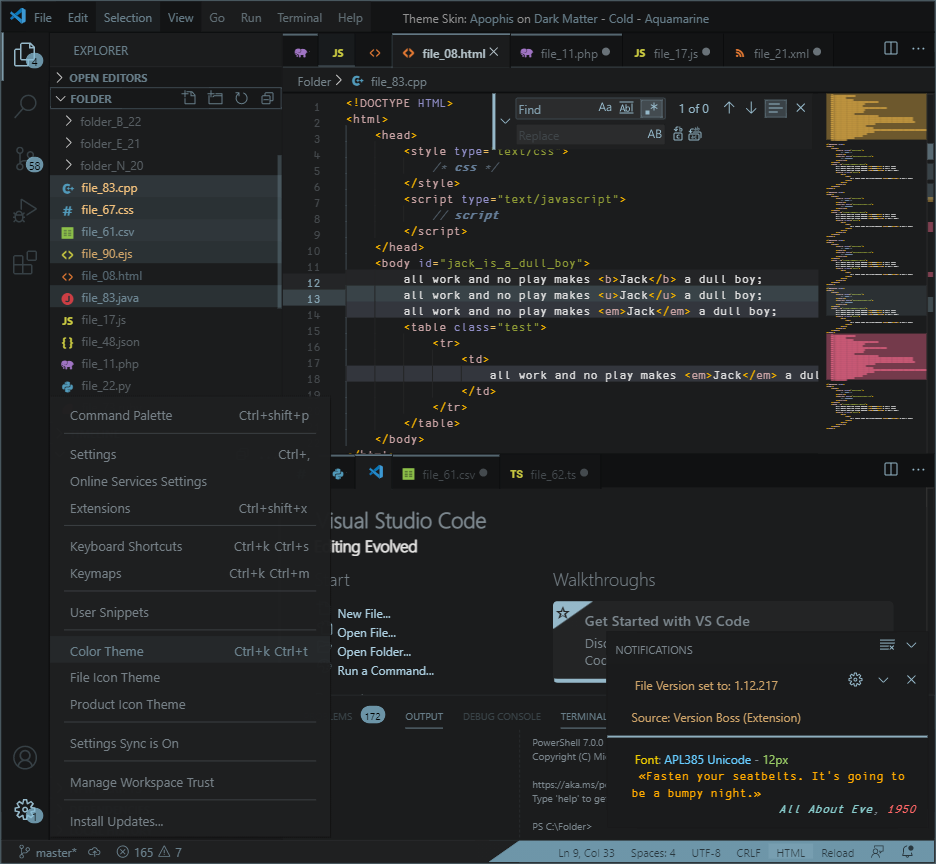 File Edit Selection View Go Run Terminal Help Theme Skin: Apophis on Dark Matter - Cold - Aquamarine
EXPLORER
4
OPEN EDITORS
FOLDER
folder_B_22
folder_E_21
folder_N_20
58
file_83.cpp
file_67.css
file_61.csv
file_90.ejs
file_08.html
file_83.java
file_17.js
file_48.json
file_11.php
file_22.py
JS file_08.html file_11.php JS file_17.js file_21.xml
Folder > file_83.cpp
Find Aa Abl .* 1 of 0
Replace AB
1 <!DOCTYPE HTML>
2 <html>
3 <head>
4 <style type="text/css">
5 /* css */
6 </style>
7 <script type="text/javascript">
8 // script
9 </script>
10 </head>
11 <body id="jack_is_a_dull_boy">
12 all work and no play makes <b>Jack</b> a dull boy;
13 all work and no play makes <u>Jack</u> a dull boy;
14 all work and no play makes <em>Jack</em> a dull boy;
15 <table class="test">
16 <tr>
17 <td>
18 all work and no play makes <em>Jack</em> a dul
</td>
</tr>
</table>
</body>
Command Palette Ctrl+shift+p
Settings Ctrl+,
Online Services Settings
Extensions Ctrl+shift+x
Keyboard Shortcuts Ctrl+k Ctrl+s
Keymaps Ctrl+k Ctrl+m
User Snippets
Color Theme Ctrl+k Ctrl+t
File Icon Theme
Product Icon Theme
Settings Sync is On
Manage Workspace Trust
Install Updates...
1
file_61.csv TS file_62.ts
isual Studio Code
iting Evolved
art
New File...
Open File...
Open Folder...
Run a Command...
Walkthroughs
Get Started with VS Code
Disc
Coc
LEMS 172 OUTPUT DEBUG CONSOLE TERMINAL
PowerShell 7.0.0
Copyright (C) Mi
https://aka.ms/p
Type 'help' to ge
PS C:\Folder>
NOTIFICATIONS
File Version set to: 1.12.217
Source: Version Boss (Extension)
Font: APL385 Unicode - 12px
«Fasten your seatbelts. It's going to
be a bumpy night.»
All About Eve, 1950
master* 165 7 Ln 9, Col 33 Spaces: 4 UTF-8 CRLF HTML Reload